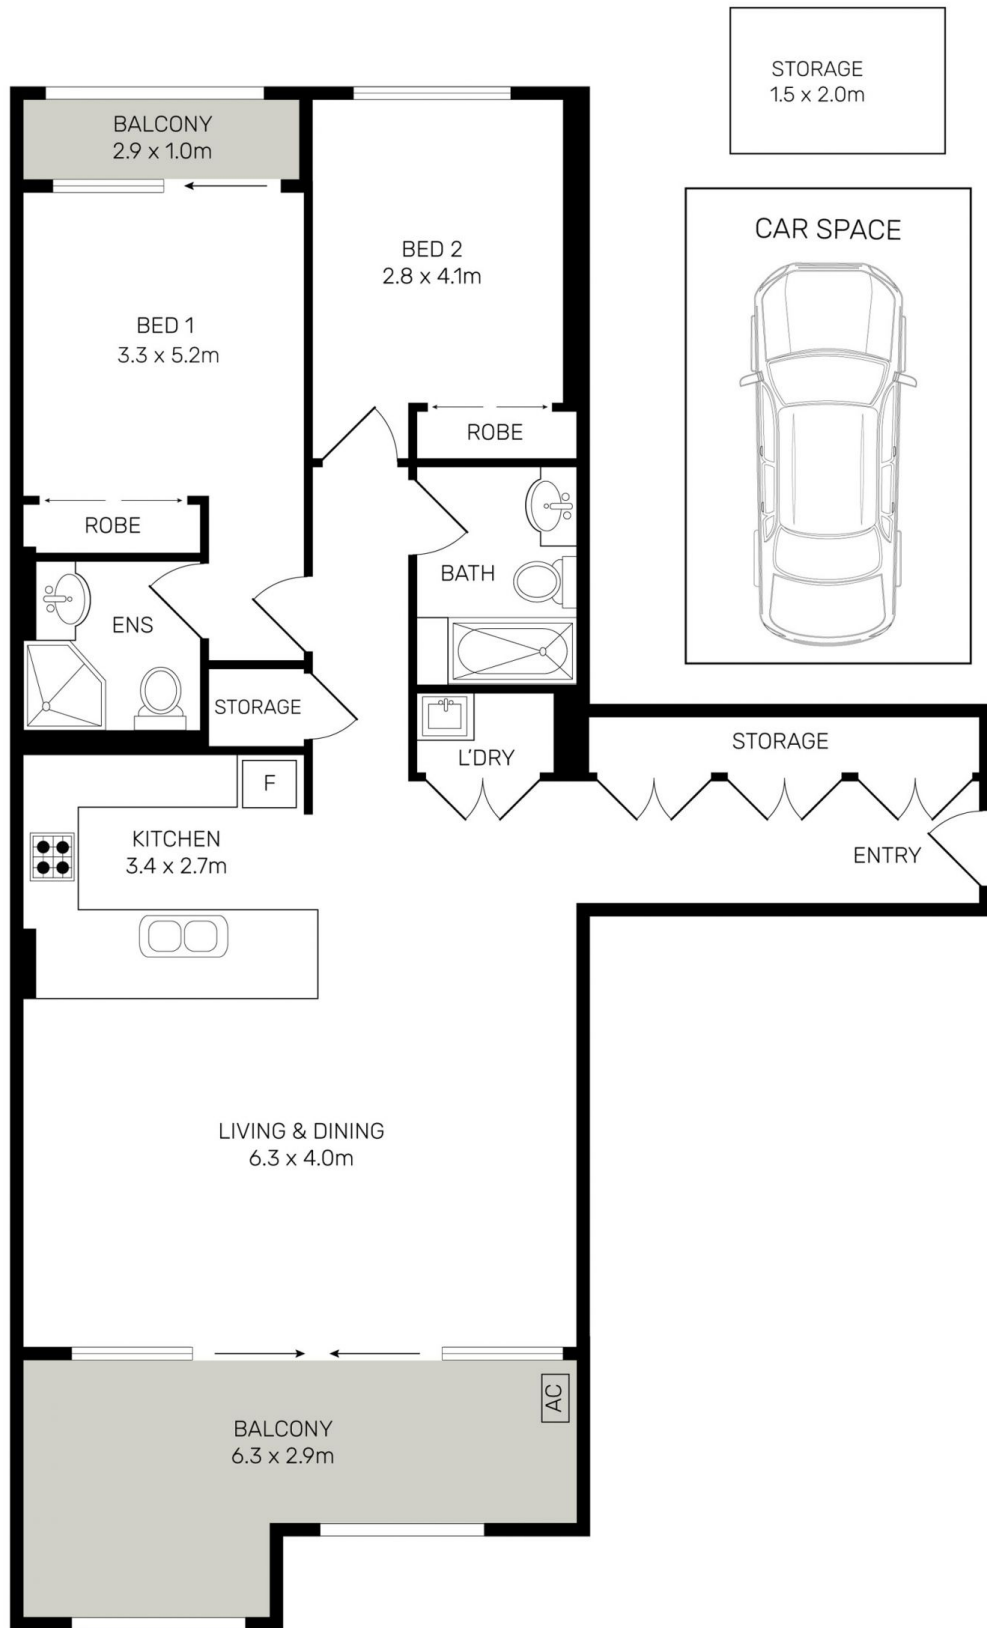 STORAGE
1.5 x 2.0m
BALCONY
2.9 x 1.0m
CAR SPACE
BED 2
2.8 x 4.1m
BED 1
3.3 x 5.2m
ROBE
ROBE
BATH
ENS
STORAGE
STORAGE
L'DRY
F
KITCHEN
3.4 x 2.7m
ENTRY
LIVING & DINING
6.3 x 4.0m
AC
BALCONY
6.3 x 2.9m